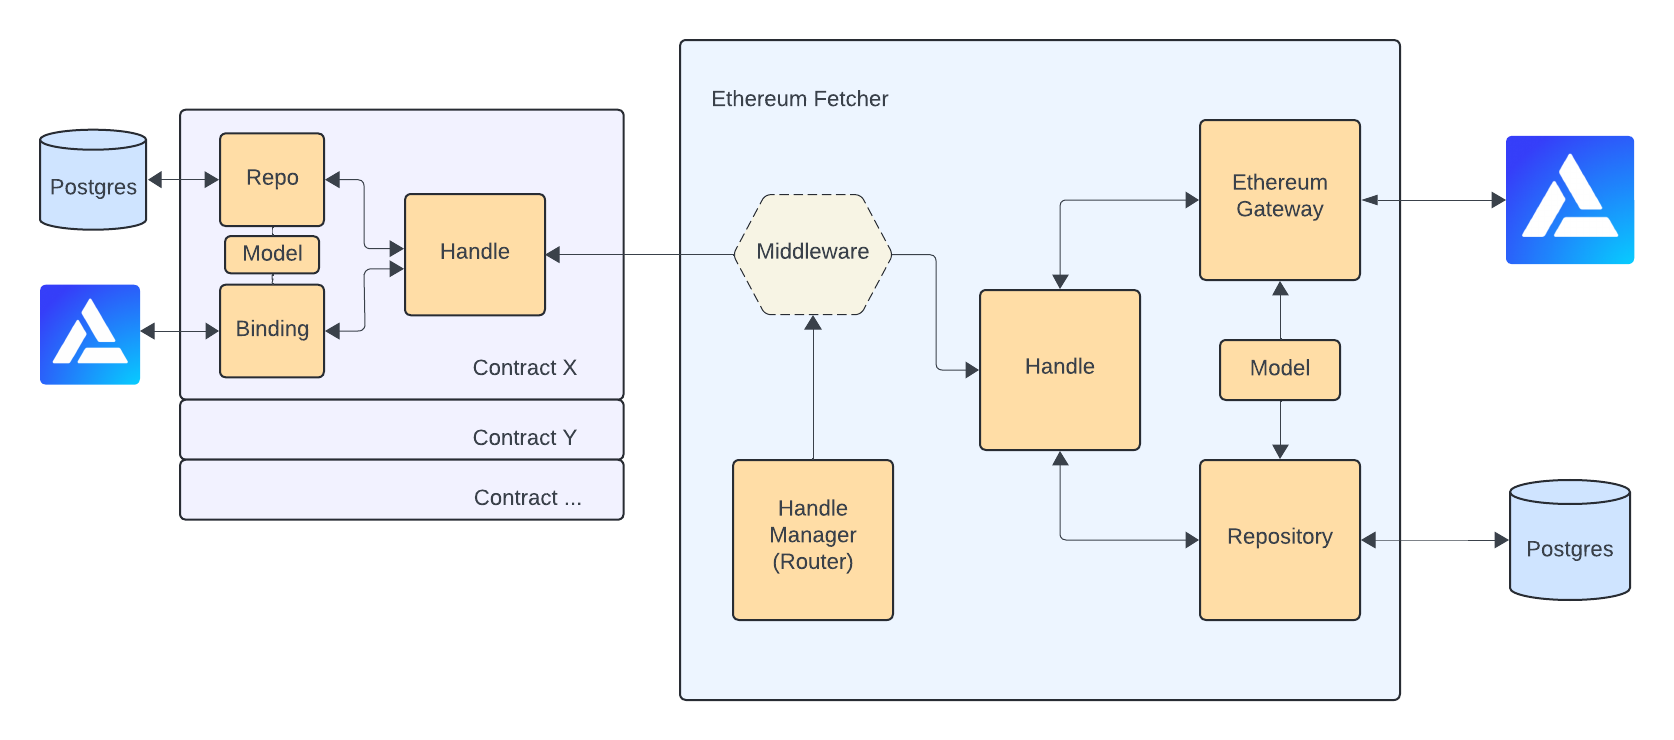 Ethereum Fetcher
Postgres
Repo
Model
Binding
Handle
Contract X
Contract Y
Contract ...
Middleware
Handle
Manager
(Router)
Handle
Ethereum
Gateway
Model
Repository
Postgres